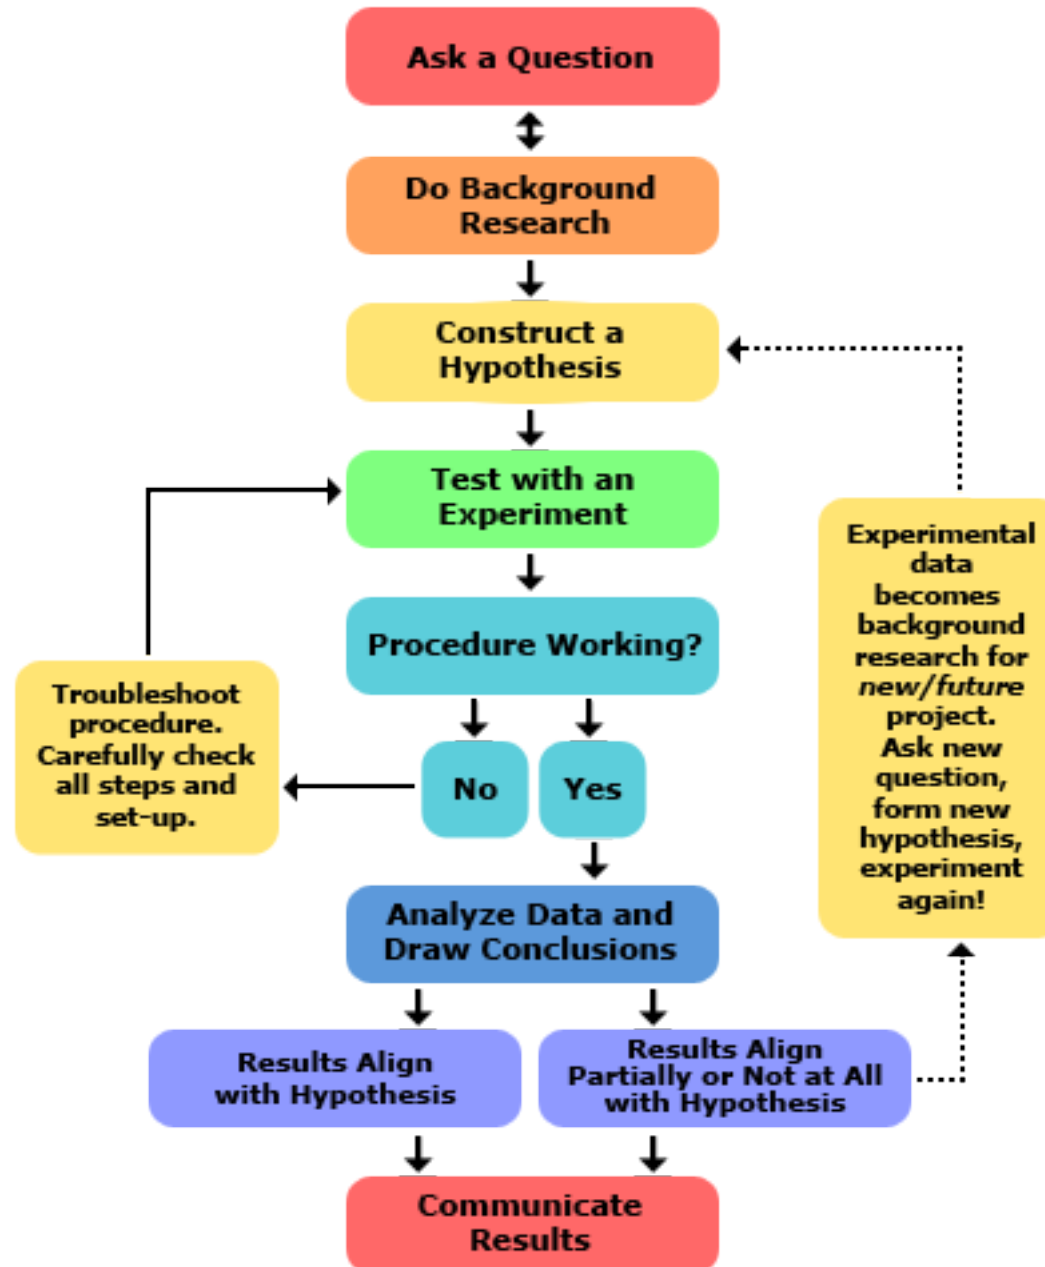 Ask a Question
Do Background
Research
Construct a
Hypothesis
Test with an
Experiment
Procedure Working?
No
Yes
Troubleshoot
procedure.
Carefully check
all steps and
set-up.
Experimental
data
becomes
background
research for
new/future
project.
Ask new
question,
form new
hypothesis,
experiment
again!
Analyze Data and
Draw Conclusions
Results Align
with Hypothesis
Results Align
Partially or Not at All
with Hypothesis
Communicate
Results